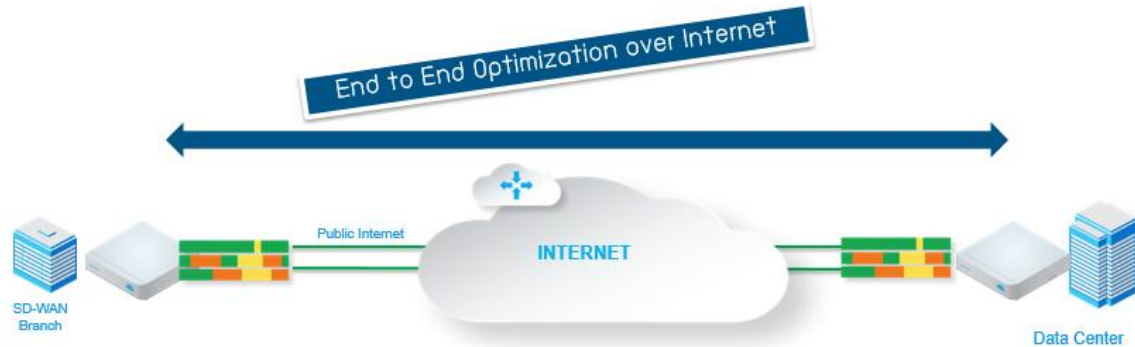 End to End Optimization over Internet
Public Internet
INTERNET
SD-WAN
Branch
Data Center